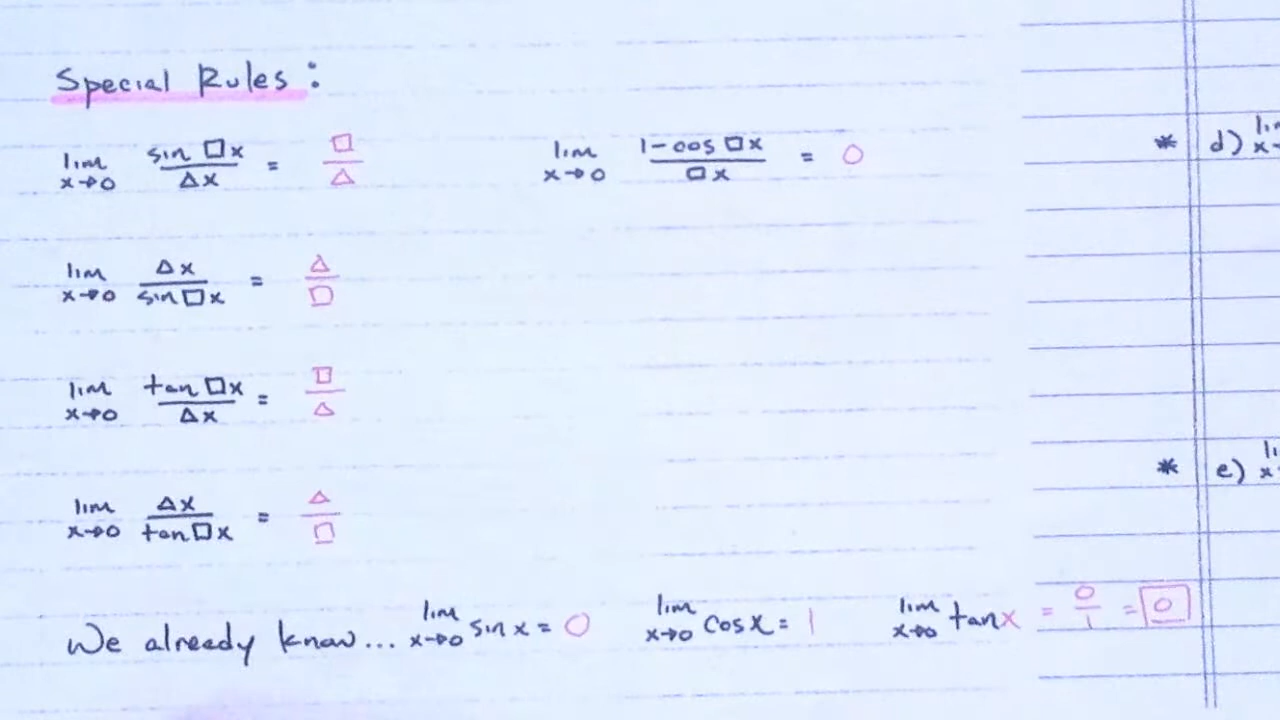 Special Rules:
lim x→0 sin □x / Δx = □ / Δ
lim x→0 1 - cos □x / □x = 0
lim x→0 Δx / sin □x = Δ / □
lim x→0 tan □x / Δx = □ / Δ
lim x→0 Δx / tan □x = Δ / □
We already know... lim x→0 sin x = 0 lim x→0 cos x = 1 lim x→0 tan x = 0/1 = 0
* d) lim x→
* e) li x